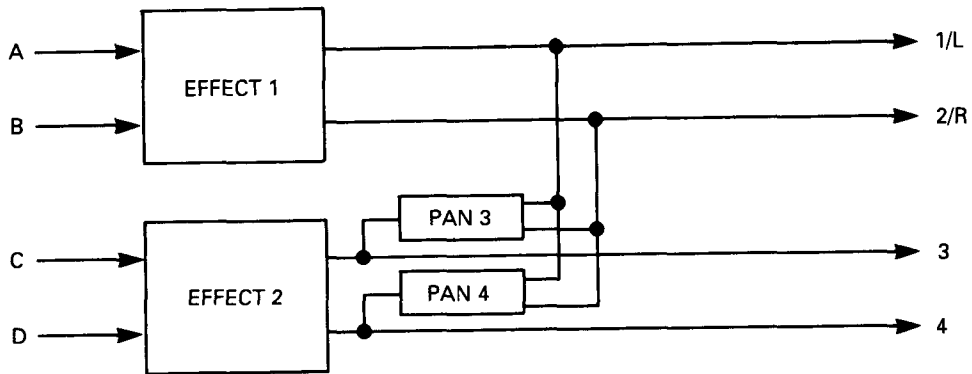 A
B
EFFECT 1
1/L
2/R
PAN 3
C
D
EFFECT 2
PAN 4
3
4